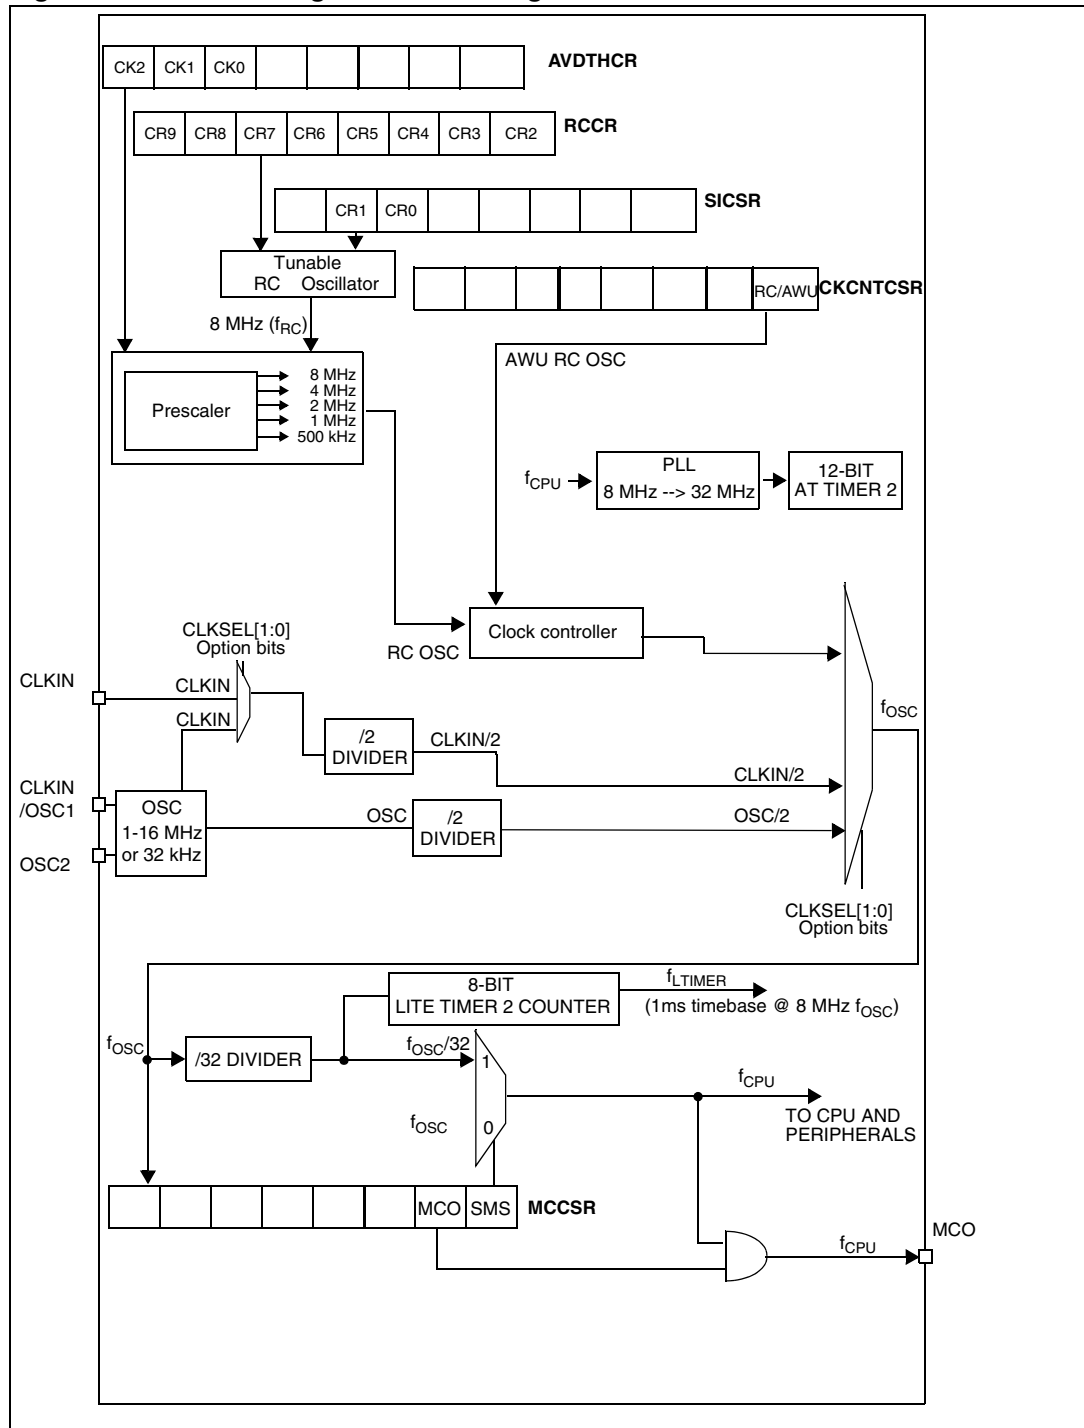 CK2 CK1 CK0 AVDTHCR
CR9 CR8 CR7 CR6 CR5 CR4 CR3 CR2 RCCR
CR1 CR0 SICSR
Tunable
RC Oscillator
RC/AWU CKCNTCSR
8 MHz (fRC)
AWU RC OSC
Prescaler
8 MHz
4 MHz
2 MHz
1 MHz
500 kHz
fCPU
PLL
8 MHz --> 32 MHz
12-BIT
AT TIMER 2
Clock controller
RC OSC
CLKSEL[1:0]
Option bits
CLKIN
CLKIN
CLKIN
/2
DIVIDER
CLKIN/2
CLKIN/2
fOSC
CLKIN
/OSC1
OSC2
OSC
1-16 MHz
or 32 kHz
OSC
/2
DIVIDER
OSC/2
CLKSEL[1:0]
Option bits
8-BIT
LITE TIMER 2 COUNTER
fLTIMER
(1ms timebase @ 8 MHz fOSC)
fOSC
/32 DIVIDER
fOSC/32
1
fOSC
0
fCPU
TO CPU AND
PERIPHERALS
MCO SMS MCCSR
fCPU
MCO